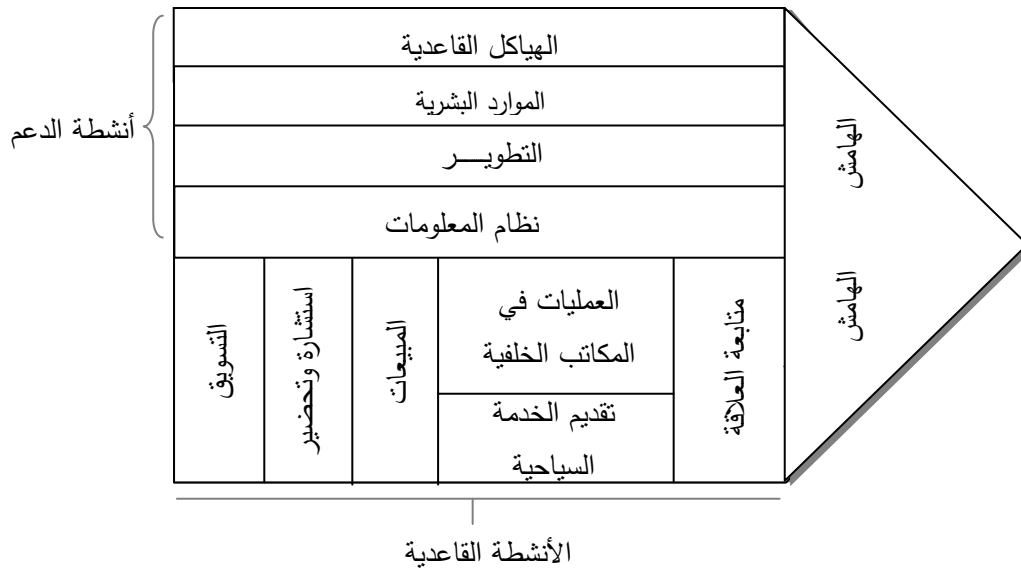 الهياكل القاعدية
الموارد البشرية
التطويــــر
نظام المعلومات
أنشطة الدعم
الهامش
الهامش
التسويق
استشارة وتحضير
المبيعات
العمليات في
المكاتب الخلفية
تقديم الخدمة
السياحية
متابعة العلاقة
الأنشطة القاعدية